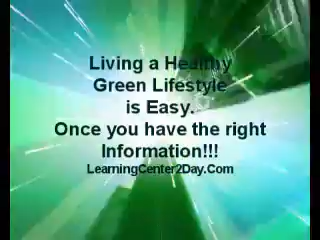 Living a Healthy
Green Lifestyle
is Easy.
Once you have the right
Information!!!
LearningCenter2Day.Com